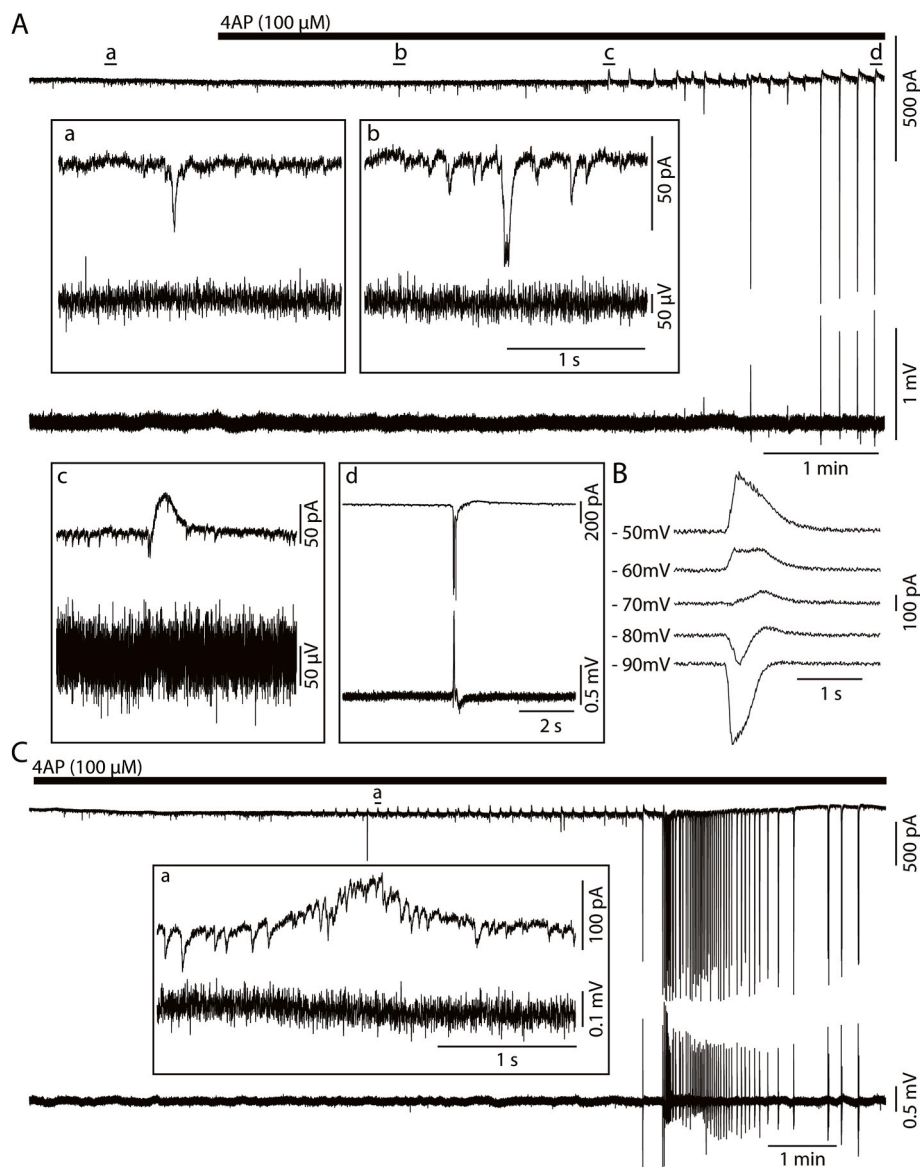 A
4AP (100 µM)
a
b
c
d
500 pA
a
b
50 pA
50 µV
1 s
1 mV
1 min
c
50 pA
50 µV
d
200 pA
0.5 mV
2 s
B
- 50mV
- 60mV
- 70mV
- 80mV
- 90mV
100 pA
1 s
C
4AP (100 µM)
a
500 pA
a
100 pA
0.1 mV
1 s
0.5 mV
1 min